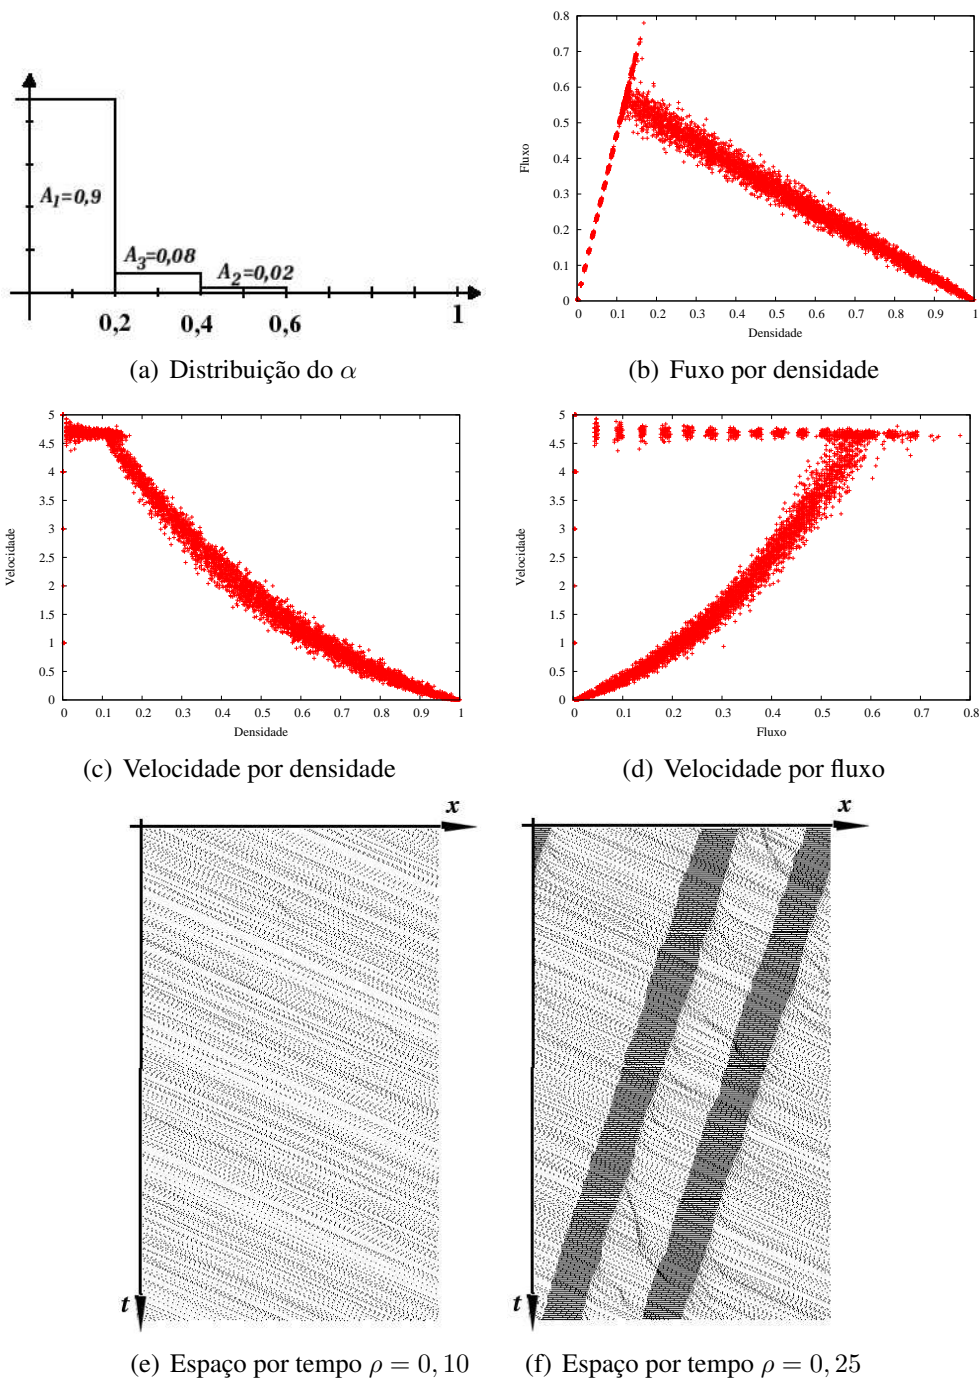 A1=0,9
A3=0,08
A2=0,02
0,2
0,4
0,6
1
(a) Distribuição do α
0.8
0.7
0.6
0.5
0.4
0.3
0.2
0.1
0
Fluxo
0 0.1 0.2 0.3 0.4 0.5 0.6 0.7 0.8 0.9 1
Densidade
(b) Fuxo por densidade
5
4.5
4
3.5
3
2.5
2
1.5
1
0.5
0
Velocidade
0 0.1 0.2 0.3 0.4 0.5 0.6 0.7 0.8 0.9 1
Densidade
(c) Velocidade por densidade
5
4.5
4
3.5
3
2.5
2
1.5
1
0.5
0
Velocidade
0 0.1 0.2 0.3 0.4 0.5 0.6 0.7 0.8
Fluxo
(d) Velocidade por fluxo
x
t
(e) Espaço por tempo ρ = 0, 10
x
t
(f) Espaço por tempo ρ = 0, 25